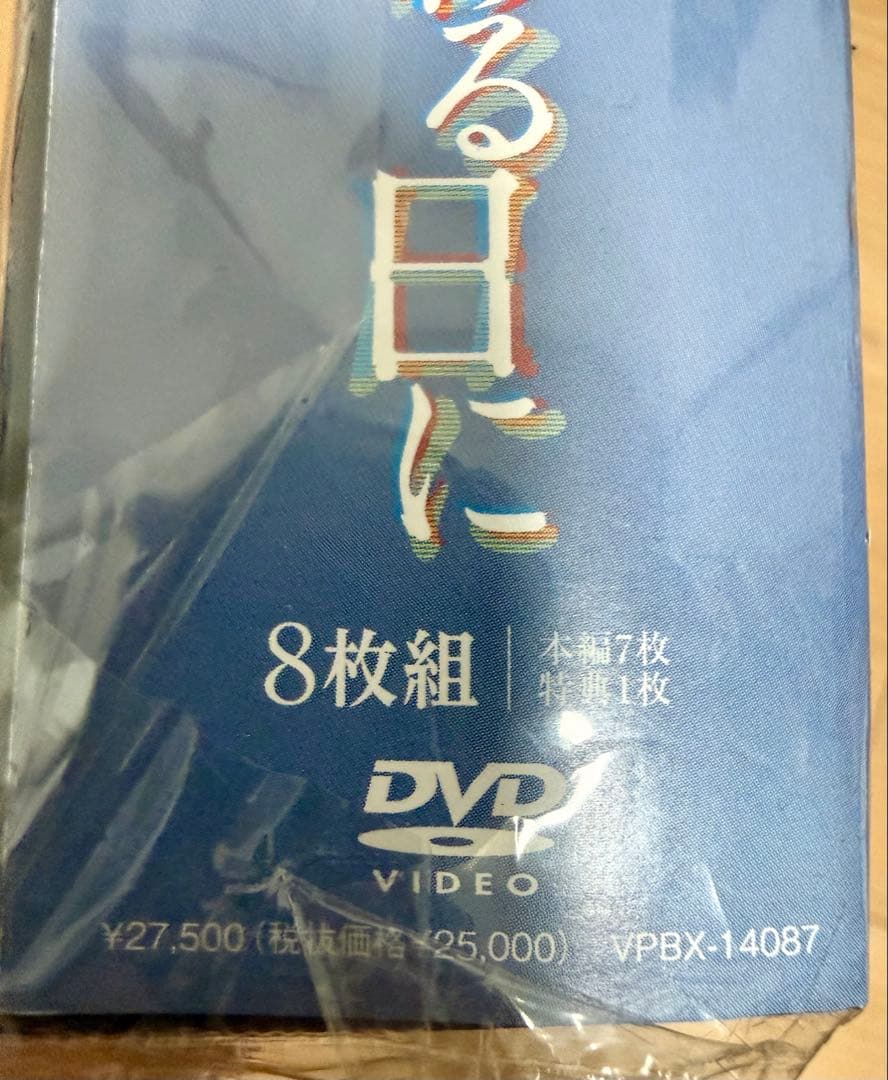 る日に
8枚組
本編7枚
特典1枚
DVD
VIDEO
¥27,500(税抜価格 ¥25,000) VPBX-14087